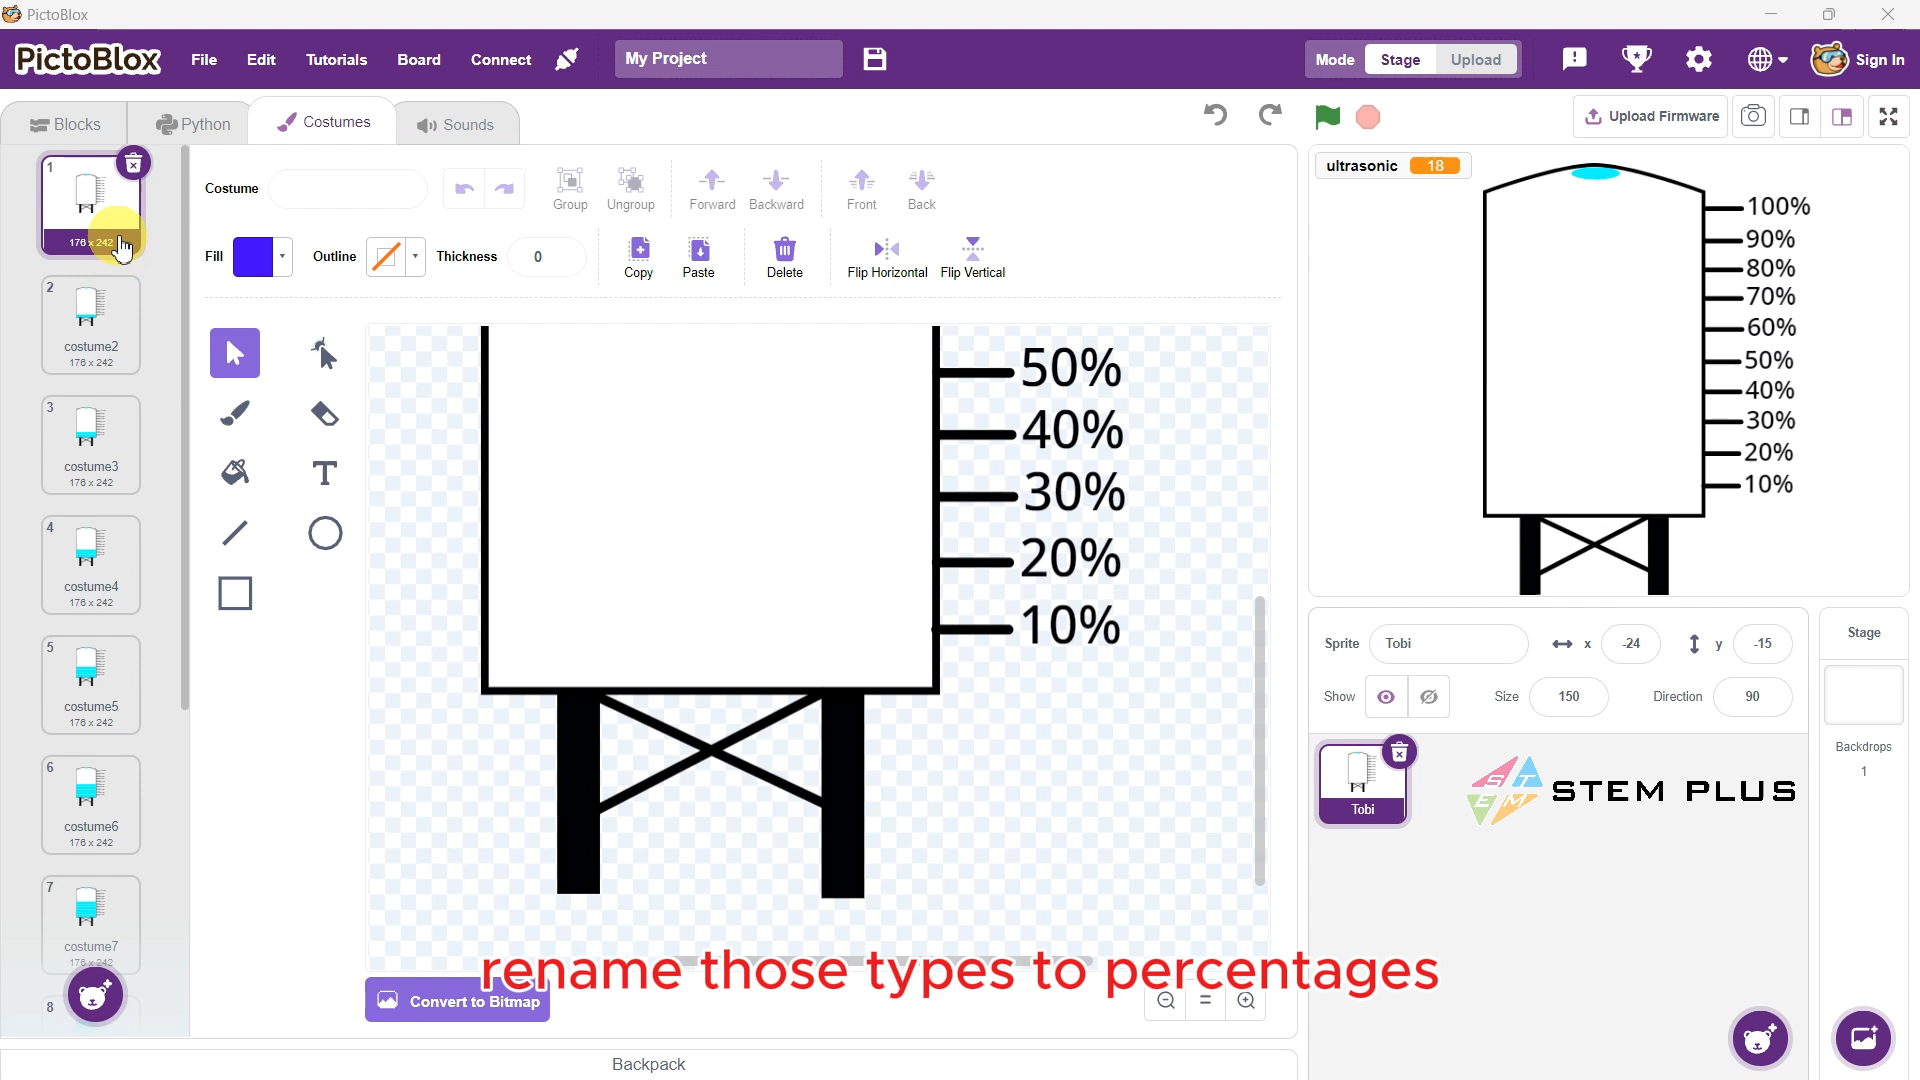 PictoBlox
PictoBlox File Edit Tutorials Board Connect My Project Mode Stage Upload Sign In
Blocks Python Costumes Sounds Upload Firmware
1
176 x 242
2
costume2
176 x 242
3
costume3
176 x 242
4
costume4
176 x 242
5
costume5
176 x 242
6
costume6
176 x 242
7
costume7
176 x 242
8
Costume Group Ungroup Forward Backward Front Back
Fill Outline Thickness 0 Copy Paste Delete Flip Horizontal Flip Vertical
T
50%
40%
30%
20%
10%
rename those types to percentages
Convert to Bitmap
=
Backpack
ultrasonic 18
100%
90%
80%
70%
60%
50%
40%
30%
20%
10%
Sprite Tobi x -24 y -15
Show Size 150 Direction 90
Tobi
STEM STEM PLUS
Stage
Backdrops
1